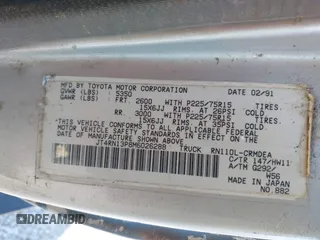 MFD. BY TOYOTA MOTOR CORPORATION 02/91
GVWR (LBS) : 5350
GAWR (LBS) : FRT. 2600 WITH P225/75R15 TIRES,
15X6JJ RIMS, AT 26PSI COLD
RR 3000 WITH P225/75R15 TIRES,
15X6JJ RIMS, AT 35PSI COLD
THIS VEHICLE CONFORMS TO ALL APPLICABLE FEDERAL
MOTOR VEHICLE SAFETY STANDARDS IN EFFECT ON THE
DATE OF MANUFACTURE SHOWN ABOVE.
JT4RN13P8M6026288 TRUCK RN110L-CRMDEA
C/TR 147/HW11
A/TM G292/ W56
MADE IN JAPAN
NO. 882
DREAMBID.COM